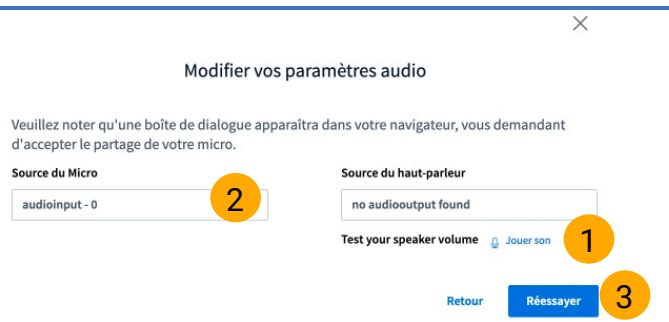 Modifier vos paramètres audio
Veuillez noter qu'une boîte de dialogue apparaîtra dans votre navigateur, vous demandant
d'accepter le partage de votre micro.
Source du Micro
audioinput - 0
2
Source du haut-parleur
no audiooutput found
Test your speaker volume Jouer son
1
Retour
Réessayer
3